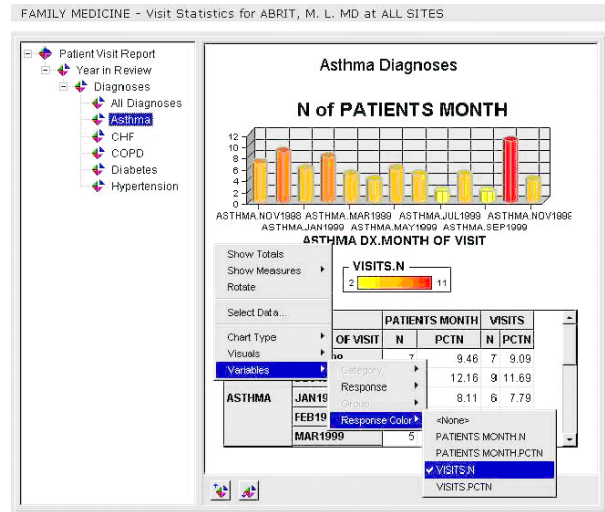 FAMILY MEDICINE - Visit Statistics for ABRIT, M. L. MD at ALL SITES
Patient Visit Report
Year in Review
Diagnoses
All Diagnoses
Asthma
CHF
COPD
Diabetes
Hypertension
Asthma Diagnoses
N of PATIENTS MONTH
12
10
8
6
4
2
0
ASTHMA.NOV1998 ASTHMA.MAR1999 ASTHMA.JUL1999 ASTHMA.NOV1999
ASTHMA.JAN1999 ASTHMA.MAY1999 ASTHMA.SEP1999
ASTHMA DX.MONTH OF VISIT
VISITS.N
2 11
Show Totals
Show Measures
Rotate
Select Data...
Chart Type
Visuals
Variables
PATIENTS MONTH VISITS
OF VISIT N PCTN N PCTN
7 9.46 7 9.09
12.16 9 11.69
ASTHMA JAN19 8.11 6 7.79
FEB19
MAR1999 5
Category
Response
Group
Response Color
<None>
PATIENTS MONTH.N
PATIENTS MONTH.PCTN
VISITS.N
VISITS.PCTN